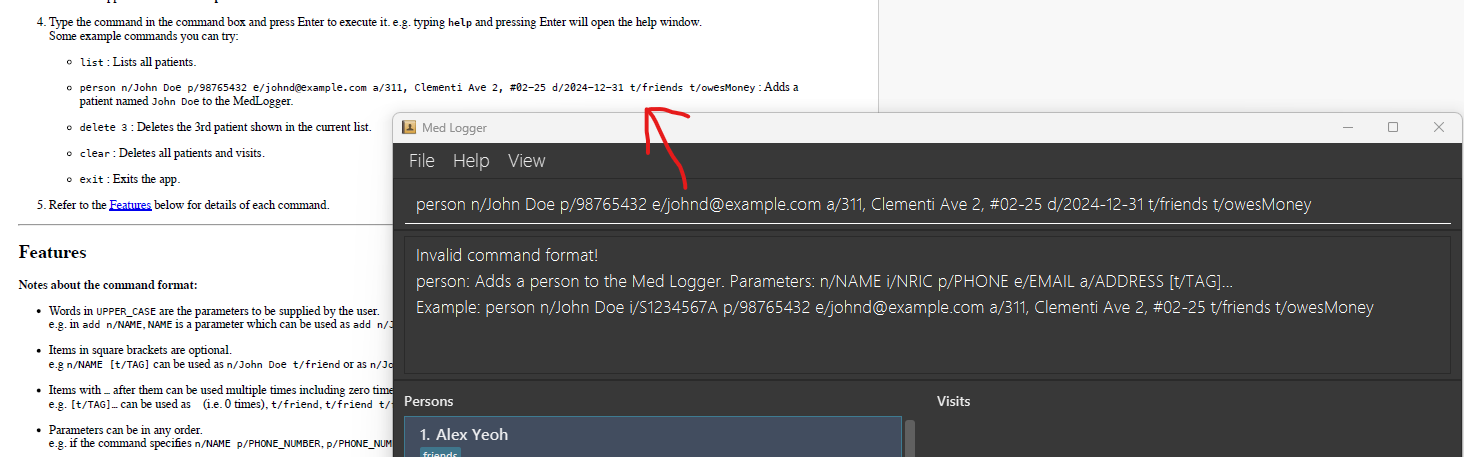 4. Type the command in the command box and press Enter to execute it. e.g. typing help and pressing Enter will open the help window.
Some example commands you can try:
list : Lists all patients.
person n/John Doe p/98765432 e/johnd@example.com a/311, Clementi Ave 2, #02-25 d/2024-12-31 t/friends t/owesMoney : Adds a
patient named John Doe to the MedLogger.
delete 3 : Deletes the 3rd patient shown in the current list.
clear : Deletes all patients and visits.
exit : Exits the app.
5. Refer to the Features below for details of each command.
Features
Notes about the command format:
Words in UPPER_CASE are the parameters to be supplied by the user.
e.g. in add n/NAME, NAME is a parameter which can be used as add n/J
Items in square brackets are optional.
e.g n/NAME [t/TAG] can be used as n/John Doe t/friend or as n/Jo
Items with … after them can be used multiple times including zero time
e.g. [t/TAG]… can be used as   (i.e. 0 times), t/friend, t/friend t/
Parameters can be in any order.
e.g. if the command specifies n/NAME p/PHONE_NUMBER, p/PHONE_NUM
Med Logger
File Help View
person n/John Doe p/98765432 e/johnd@example.com a/311, Clementi Ave 2, #02-25 d/2024-12-31 t/friends t/owesMoney
Invalid command format!
person: Adds a person to the Med Logger. Parameters: n/NAME i/NRIC p/PHONE e/EMAIL a/ADDRESS [t/TAG]...
Example: person n/John Doe i/S1234567A p/98765432 e/johnd@example.com a/311, Clementi Ave 2, #02-25 t/friends t/owesMoney
Persons
Visits
1. Alex Yeoh
friends